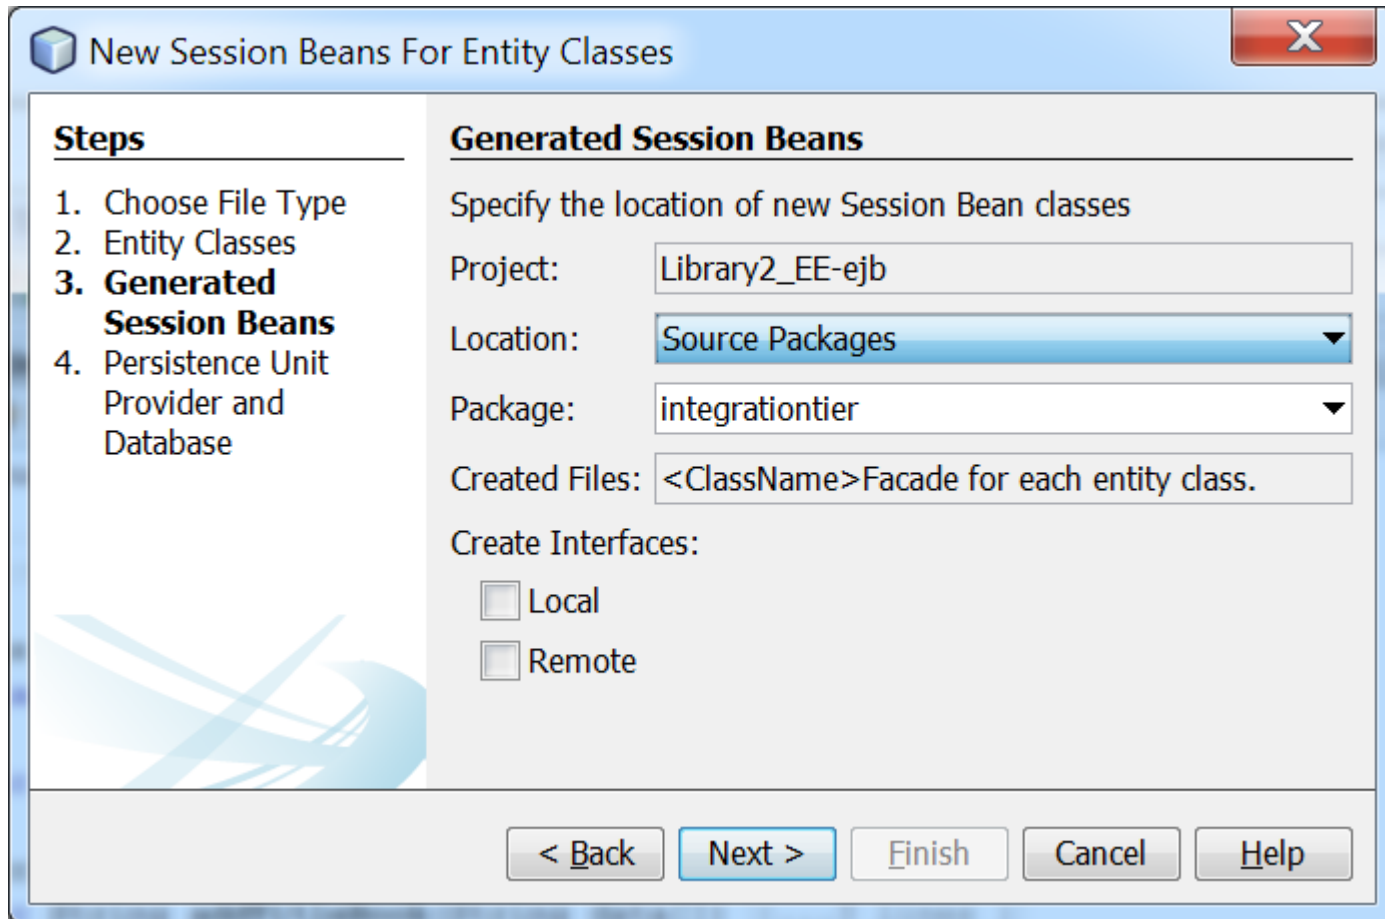 New Session Beans For Entity Classes
Steps
1. Choose File Type
2. Entity Classes
3. Generated
Session Beans
4. Persistence Unit
Provider and
Database
Generated Session Beans
Specify the location of new Session Bean classes
Project: Library2_EE-ejb
Location: Source Packages
Package: integrationtier
Created Files: <ClassName>Facade for each entity class.
Create Interfaces:
Local
Remote
< Back Next > Finish Cancel Help